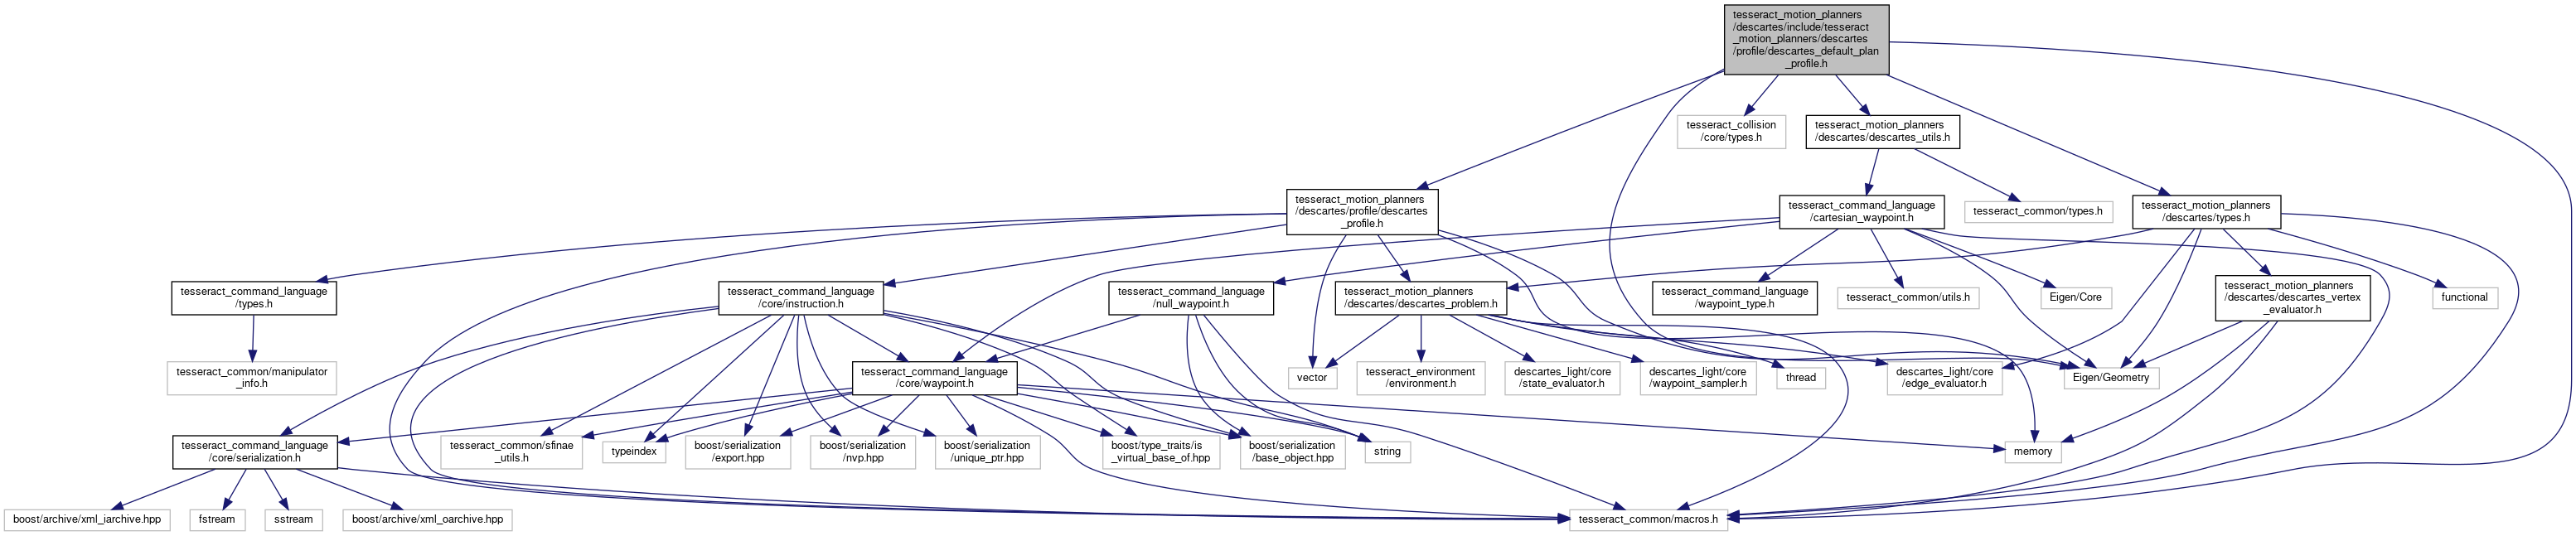 tesseract_motion_planners
/descartes/include/tesseract
_motion_planners/descartes
/profile/descartes_default_plan
_profile.h
tesseract_collision
/core/types.h
tesseract_motion_planners
/descartes/descartes_utils.h
tesseract_motion_planners
/descartes/profile/descartes
_profile.h
tesseract_command_language
/cartesian_waypoint.h
tesseract_common/types.h
tesseract_motion_planners
/descartes/types.h
tesseract_command_language
/types.h
tesseract_command_language
/core/instruction.h
tesseract_command_language
/null_waypoint.h
tesseract_motion_planners
/descartes/descartes_problem.h
tesseract_command_language
/waypoint_type.h
tesseract_common/utils.h
Eigen/Core
tesseract_motion_planners
/descartes/descartes_vertex
_evaluator.h
functional
tesseract_common/manipulator
_info.h
tesseract_command_language
/core/waypoint.h
vector
tesseract_environment
/environment.h
descartes_light/core
/state_evaluator.h
descartes_light/core
/waypoint_sampler.h
thread
descartes_light/core
/edge_evaluator.h
Eigen/Geometry
tesseract_command_language
/core/serialization.h
tesseract_common/sfinae
_utils.h
typeindex
boost/serialization
/export.hpp
boost/serialization
/nvp.hpp
boost/serialization
/unique_ptr.hpp
boost/type_traits/is
_virtual_base_of.hpp
boost/serialization
/base_object.hpp
string
memory
boost/archive/xml_iarchive.hpp
fstream
sstream
boost/archive/xml_oarchive.hpp
tesseract_common/macros.h